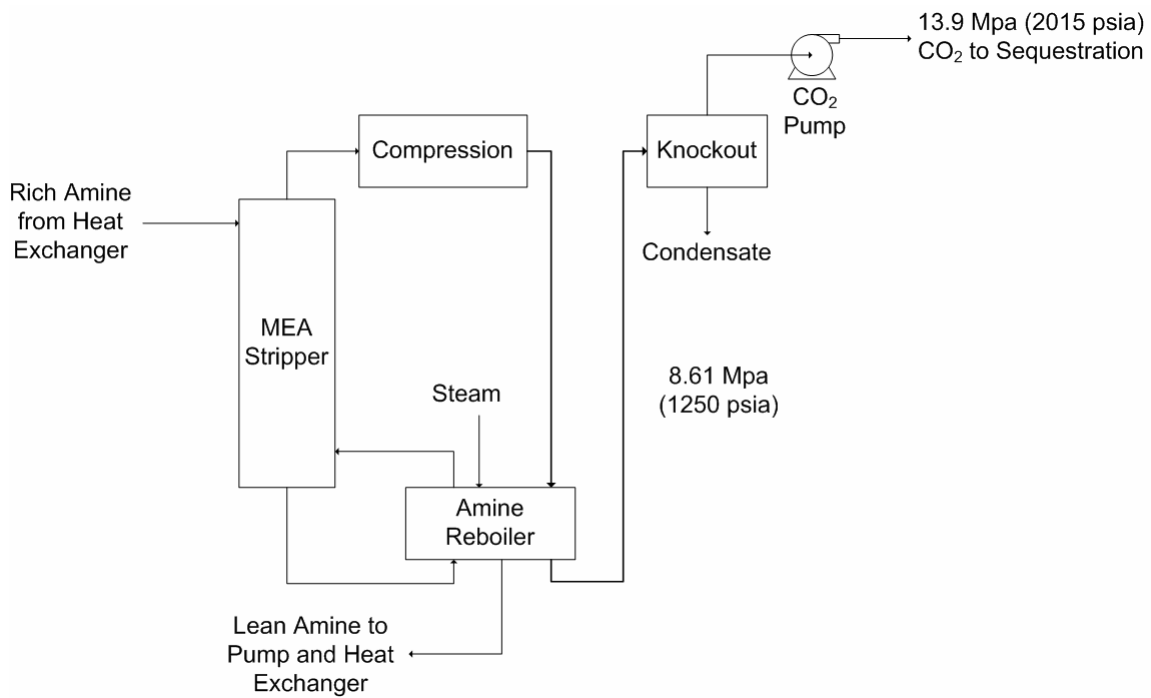 13.9 Mpa (2015 psia)
CO₂ to Sequestration
CO₂
Pump
Compression
Knockout
Rich Amine
from Heat
Exchanger
Condensate
MEA
Stripper
8.61 Mpa
(1250 psia)
Steam
Amine
Reboiler
Lean Amine to
Pump and Heat
Exchanger